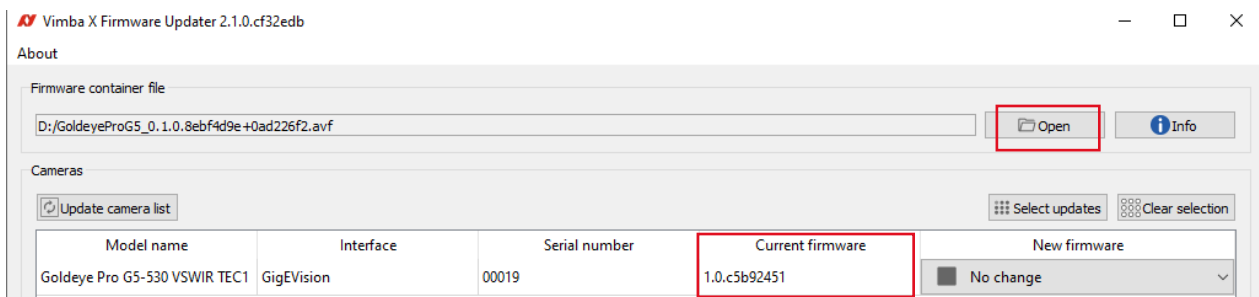 Vimba X Firmware Updater 2.1.0.cf32edb
About
Firmware container file
D:/GoldeyeProG5_0.1.0.8ebf4d9e+0ad226f2.avf Open Info
Cameras
Update camera list Select updates Clear selection
Model name Interface Serial number Current firmware New firmware
Goldeye Pro G5-530 VSWIR TEC1 GigEVision 00019 1.0.c5b92451 No change